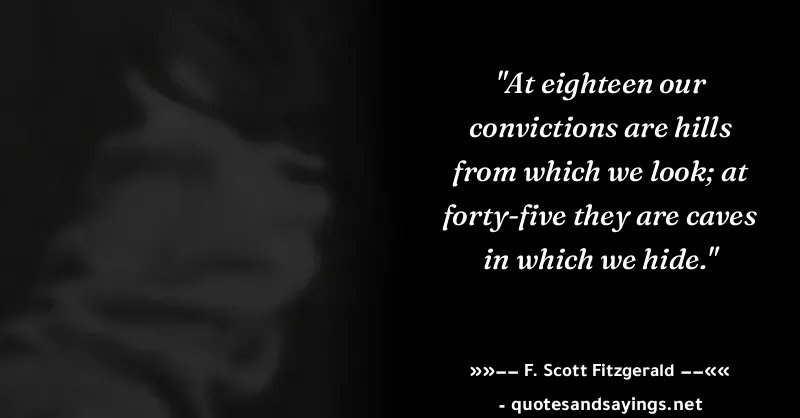 "At eighteen our
convictions are hills
from which we look; at
forty-five they are caves
in which we hide."
»»−− F. Scott Fitzgerald −−««
- quotesandsayings.net